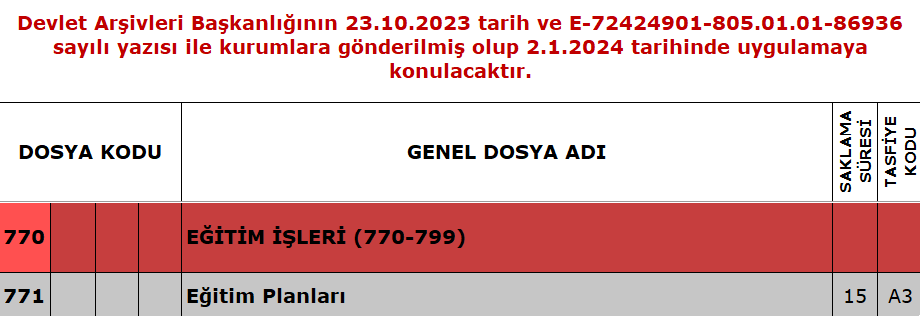 Devlet Arşivleri Başkanlığının 23.10.2023 tarih ve E-72424901-805.01.01-86936
sayılı yazısı ile kurumlara gönderilmiş olup 2.1.2024 tarihinde uygulamaya
konulacaktır.
DOSYA KODU GENEL DOSYA ADI SAKLAMA SÜRESİ TASFİYE KODU
770 EĞİTİM İŞLERİ (770-799)
771 Eğitim Planları 15 A3